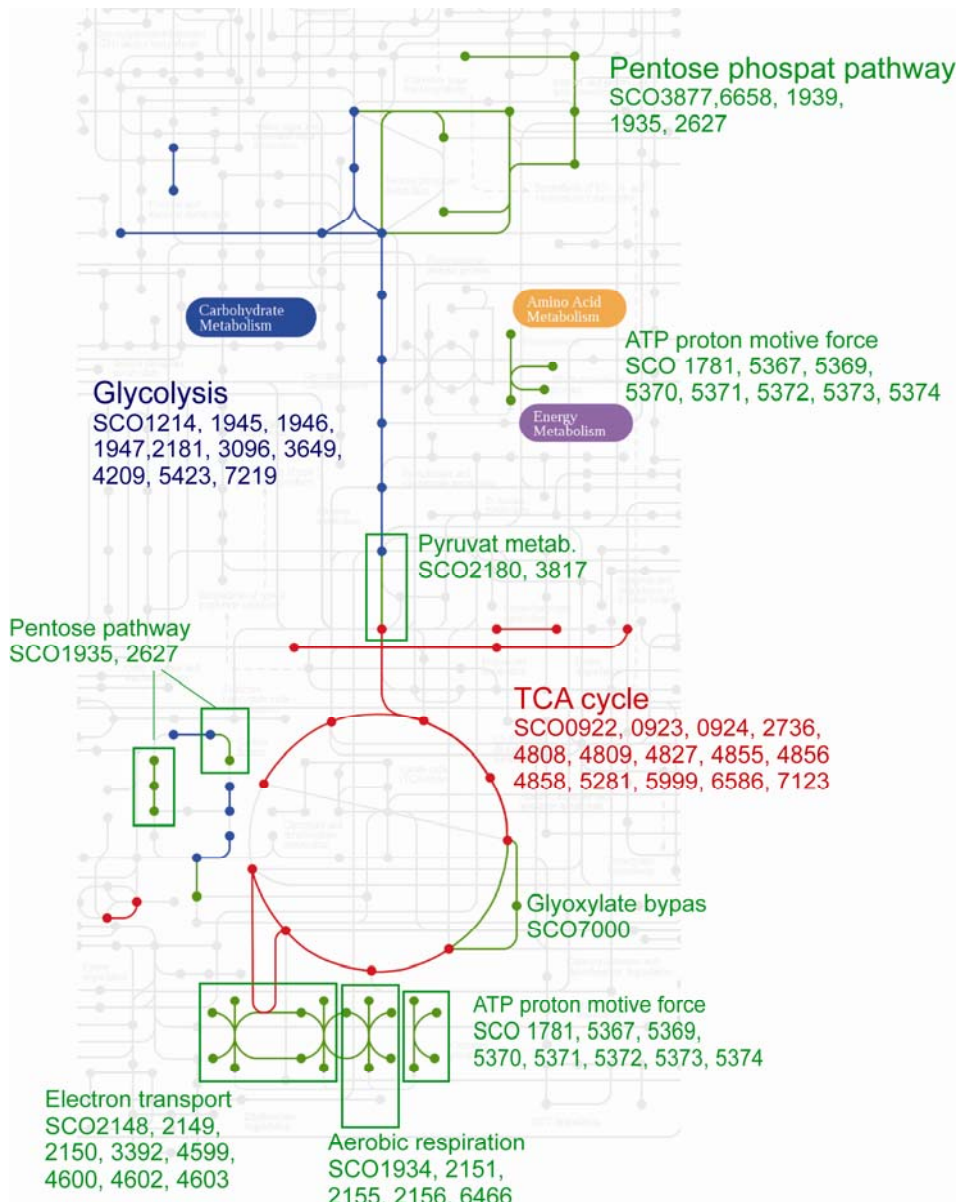 Pentose phospat pathway
SCO3877,6658, 1939,
1935, 2627
Carbohydrate
Metabolism
Amino Acid
Metabolism
ATP proton motive force
SCO 1781, 5367, 5369,
5370, 5371, 5372, 5373, 5374
Energy
Metabolism
Glycolysis
SCO1214, 1945, 1946,
1947,2181, 3096, 3649,
4209, 5423, 7219
Pyruvat metab.
SCO2180, 3817
Pentose pathway
SCO1935, 2627
TCA cycle
SCO0922, 0923, 0924, 2736,
4808, 4809, 4827, 4855, 4856
4858, 5281, 5999, 6586, 7123
Glyoxylate bypas
SCO7000
ATP proton motive force
SCO 1781, 5367, 5369,
5370, 5371, 5372, 5373, 5374
Electron transport
SCO2148, 2149,
2150, 3392, 4599,
4600, 4602, 4603
Aerobic respiration
SCO1934, 2151,
2155, 2156, 6466